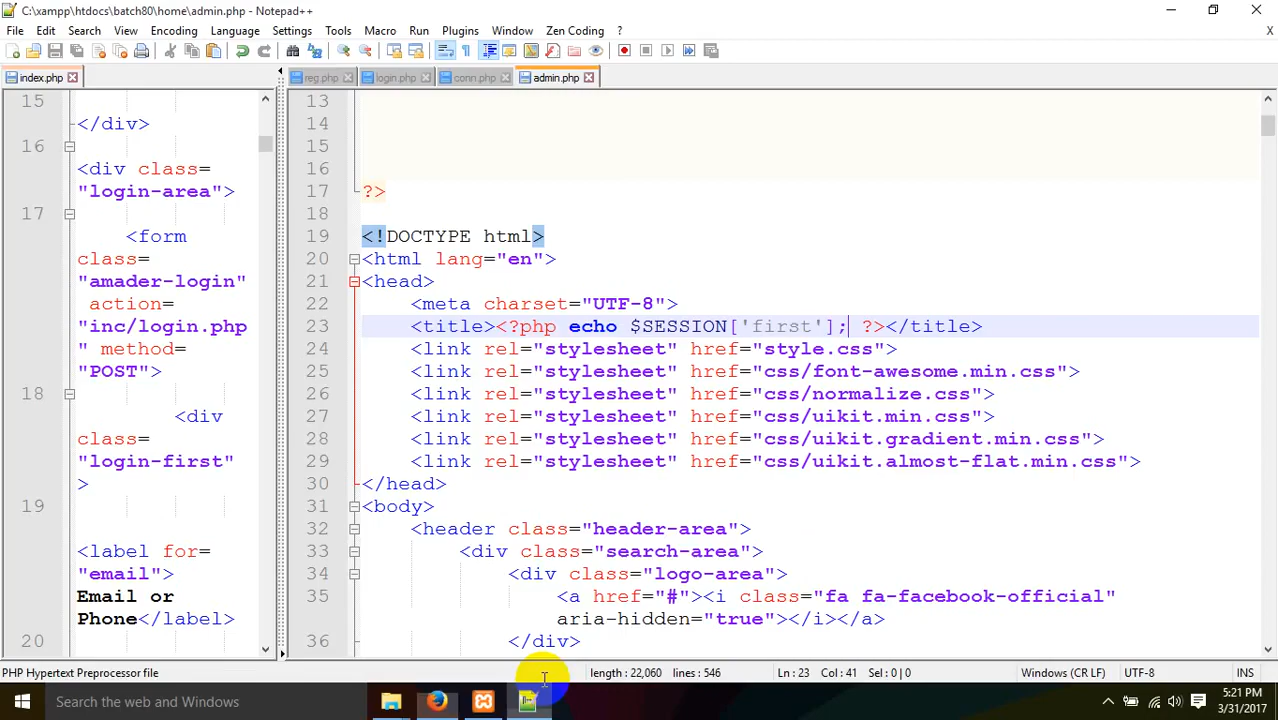 C:\xampp\htdocs\batch80\home\admin.php - Notepad++
File Edit Search View Encoding Language Settings Tools Macro Run Plugins Window Zen Coding ?
X
index.php
reg.php
login.php
conn.php
admin.php
15
</div>
16
<div class=
"login-area">
17
<form
class=
"amader-login"
action=
"inc/login.php
" method=
"POST">
18
<div
class=
"login-first"
>
19
<label for=
"email">
Email or
Phone</label>
20
13
14
15
16
17 ?>
18
19 <!DOCTYPE html>
20 <html lang="en">
21 <head>
22 <meta charset="UTF-8">
23 <title><?php echo $SESSION['first']; ?></title>
24 <link rel="stylesheet" href="style.css">
25 <link rel="stylesheet" href="css/font-awesome.min.css">
26 <link rel="stylesheet" href="css/normalize.css">
27 <link rel="stylesheet" href="css/uikit.min.css">
28 <link rel="stylesheet" href="css/uikit.gradient.min.css">
29 <link rel="stylesheet" href="css/uikit.almost-flat.min.css">
30 </head>
31 <body>
32 <header class="header-area">
33 <div class="search-area">
34 <div class="logo-area">
35 <a href="#"><i class="fa fa-facebook-official"
aria-hidden="true"></i></a>
36 </div>
PHP Hypertext Preprocessor file
length : 22,060 lines : 546
Ln : 23 Col : 41 Sel : 0 | 0
Windows (CR LF)
UTF-8
INS
Search the web and Windows
5:21 PM
3/31/2017